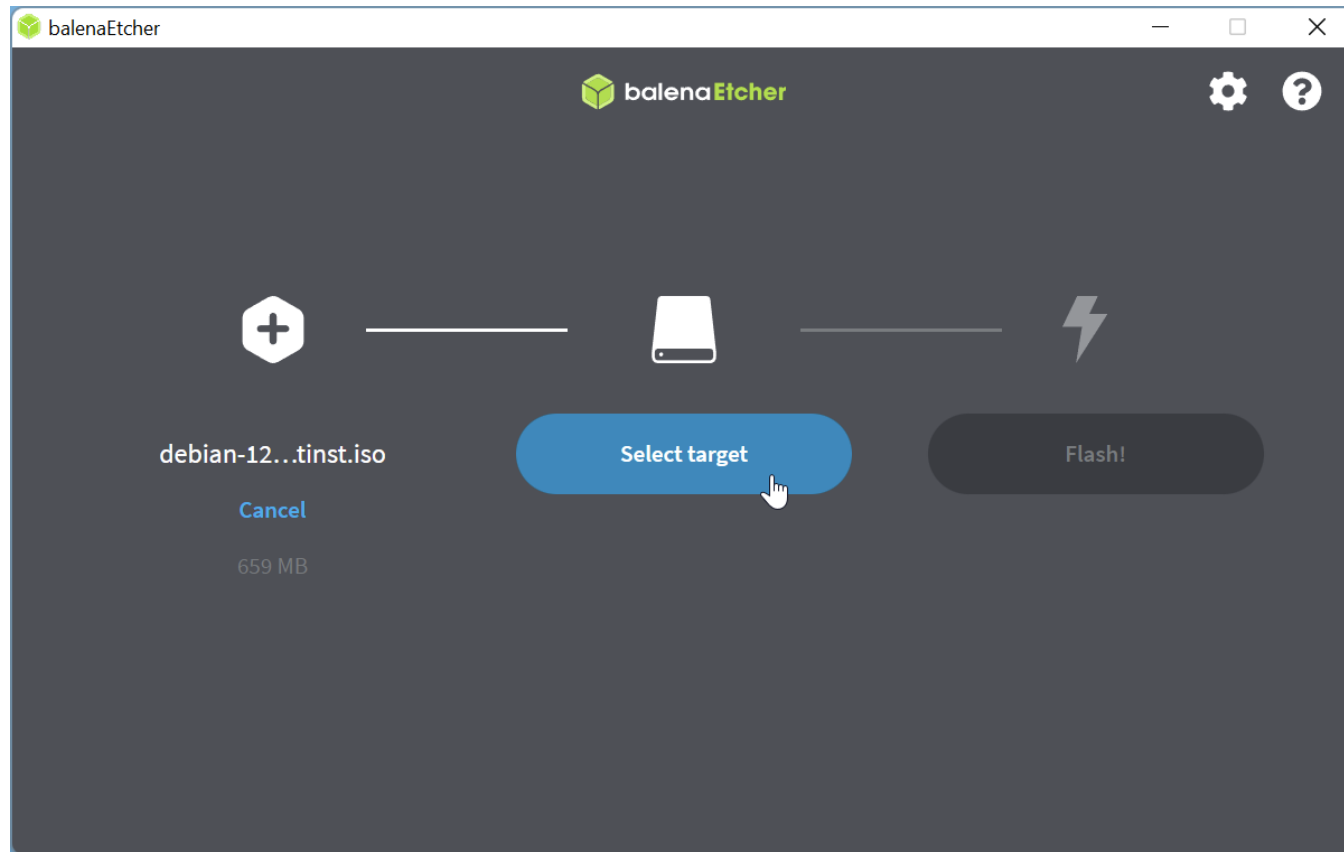 balenaEtcher
balenaEtcher
debian-12…tinst.iso
Select target
Flash!
Cancel
659 MB